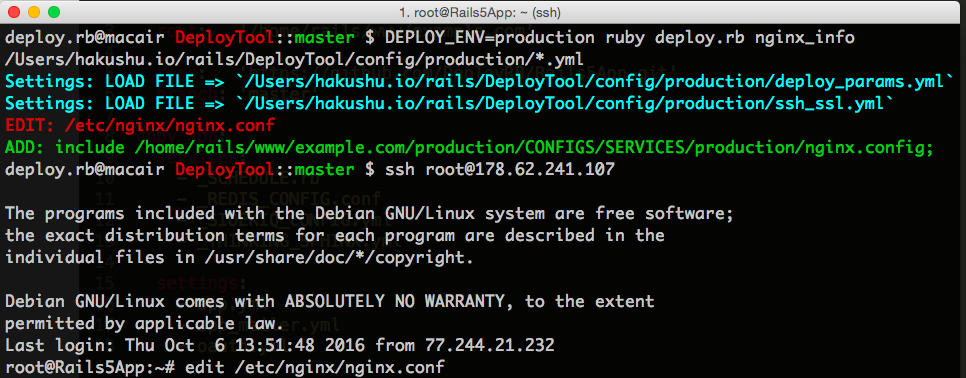 1. root@Rails5App: ~ (ssh)
deploy.rb@macair DeployTool::master $ DEPLOY_ENV=production ruby deploy.rb nginx_info
/Users/hakushu.io/rails/DeployTool/config/production/*.yml
Settings: LOAD FILE => `/Users/hakushu.io/rails/DeployTool/config/production/deploy_params.yml`
Settings: LOAD FILE => `/Users/hakushu.io/rails/DeployTool/config/production/ssh_ssl.yml`
EDIT: /etc/nginx/nginx.conf
ADD: include /home/rails/www/example.com/production/CONFIGS/SERVICES/production/nginx.config;
deploy.rb@macair DeployTool::master $ ssh root@178.62.241.107
The programs included with the Debian GNU/Linux system are free software;
the exact distribution terms for each program are described in the
individual files in /usr/share/doc/*/copyright.
Debian GNU/Linux comes with ABSOLUTELY NO WARRANTY, to the extent
permitted by applicable law.
Last login: Thu Oct  6 13:51:48 2016 from 77.244.21.232
root@Rails5App:~# edit /etc/nginx/nginx.conf